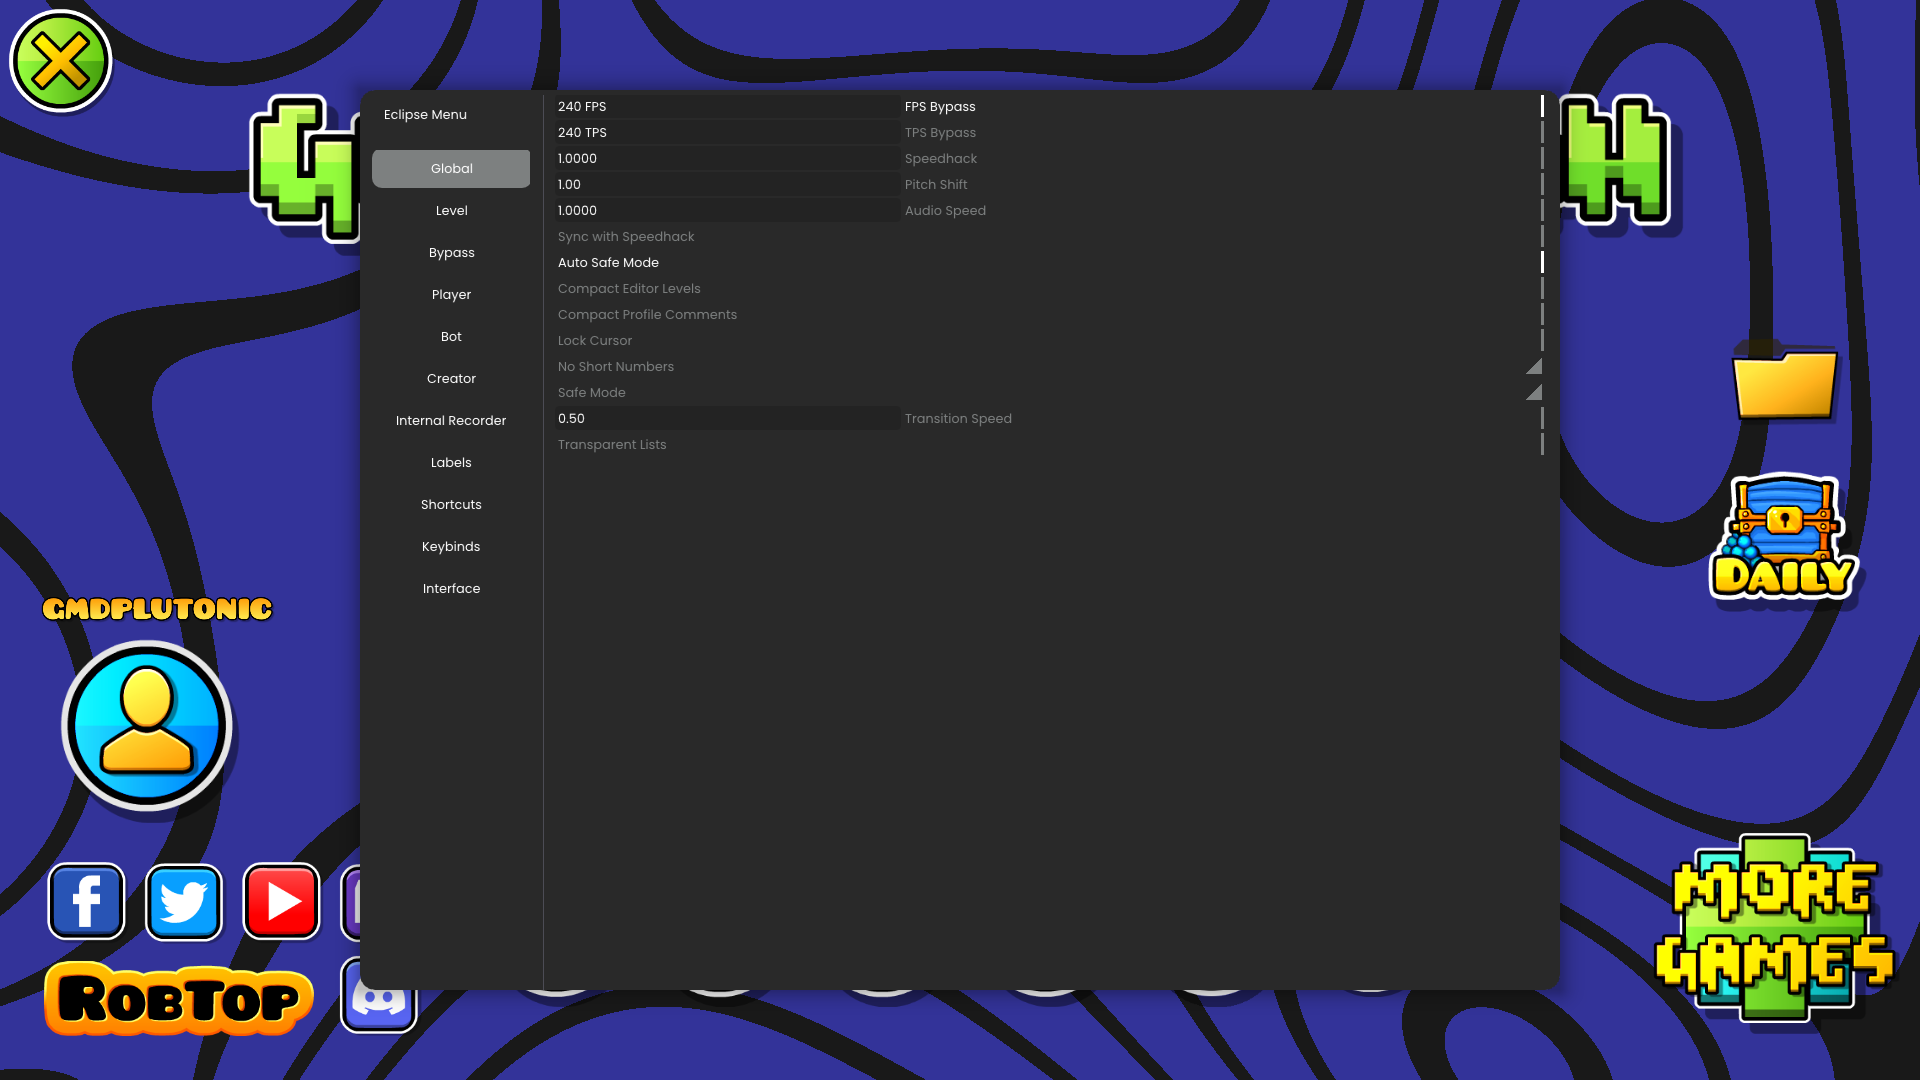 Eclipse Menu
Global
Level
Bypass
Player
Bot
Creator
Internal Recorder
Labels
Shortcuts
Keybinds
Interface
240 FPS FPS Bypass
240 TPS TPS Bypass
1.0000 Speedhack
1.00 Pitch Shift
1.0000 Audio Speed
Sync with Speedhack
Auto Safe Mode
Compact Editor Levels
Compact Profile Comments
Lock Cursor
No Short Numbers
Safe Mode
0.50 Transition Speed
Transparent Lists
GMDPLUTONIC
ROBTOP
DAILY
MORE
GAMES